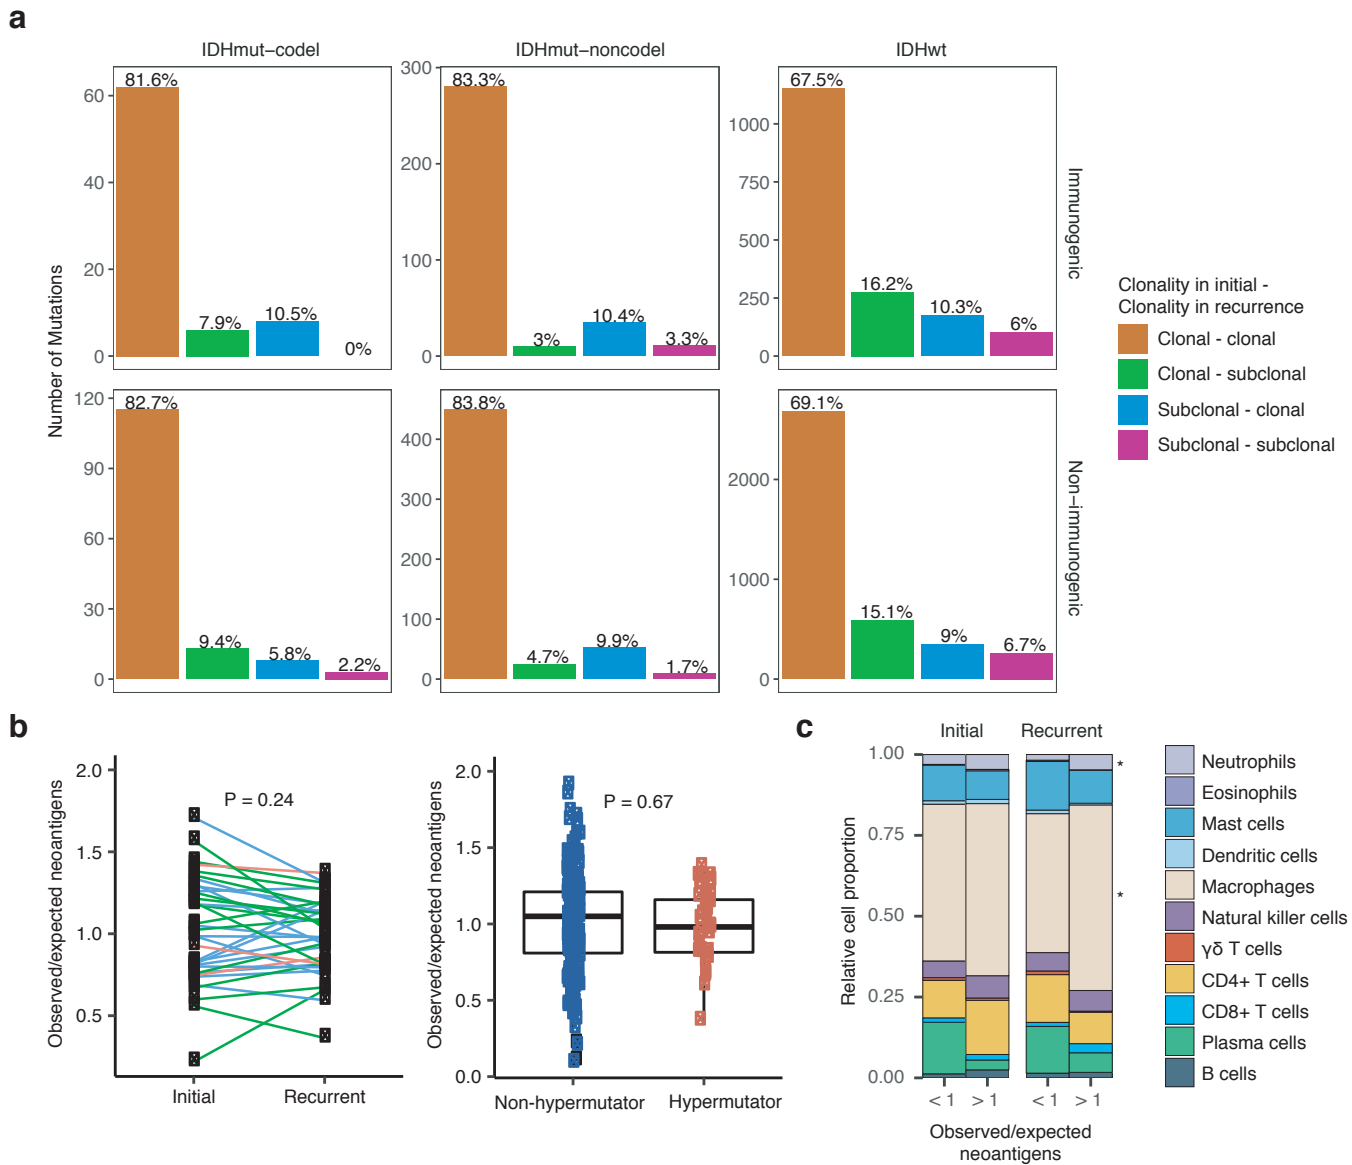 a
IDHmut–codel
IDHmut–noncodel
IDHwt
Number of Mutations
60
40
20
0
81.6%
7.9%
10.5%
0%
300
200
100
0
83.3%
3%
10.4%
3.3%
1000
750
500
250
0
67.5%
16.2%
10.3%
6%
Immunogenic
120
90
60
30
0
82.7%
9.4%
5.8%
2.2%
400
300
200
100
0
83.8%
4.7%
9.9%
1.7%
2000
1000
0
69.1%
15.1%
9%
6.7%
Non–immunogenic
Clonality in initial -
Clonality in recurrence
Clonal - clonal
Clonal - subclonal
Subclonal - clonal
Subclonal - subclonal
b
Observed/expected neoantigens
2.0
1.5
1.0
0.5
P = 0.24
Initial
Recurrent
Observed/expected neoantigens
2.0
1.5
1.0
0.5
0.0
P = 0.67
Non-hypermutator
Hypermutator
c
Initial
Recurrent
Relative cell proportion
1.00
0.75
0.50
0.25
0.00
*
*
< 1
> 1
< 1
> 1
Observed/expected
neoantigens
Neutrophils
Eosinophils
Mast cells
Dendritic cells
Macrophages
Natural killer cells
γδ T cells
CD4+ T cells
CD8+ T cells
Plasma cells
B cells